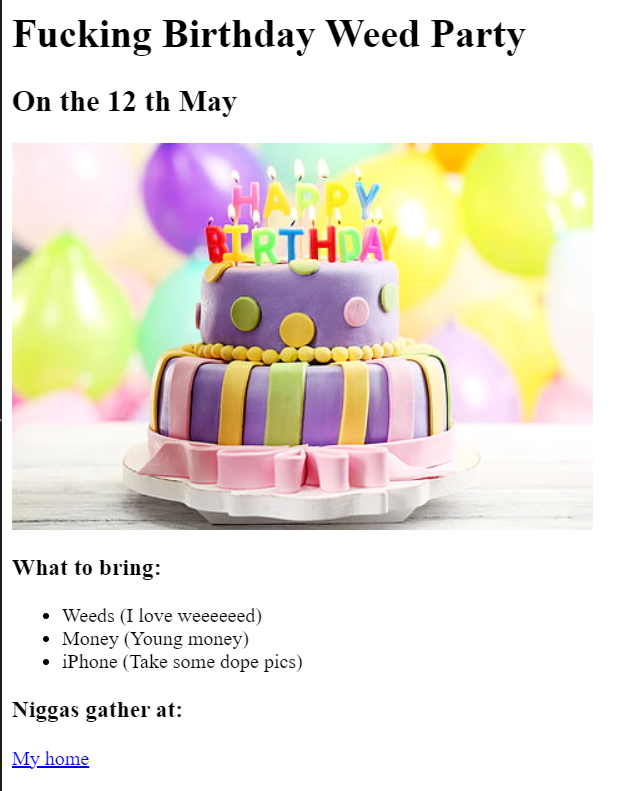 Fucking Birthday Weed Party
On the 12 th May
HAPPY
BIRTHDAY
What to bring:
Weeds (I love weeeeeed)
Money (Young money)
iPhone (Take some dope pics)
Niggas gather at:
My home